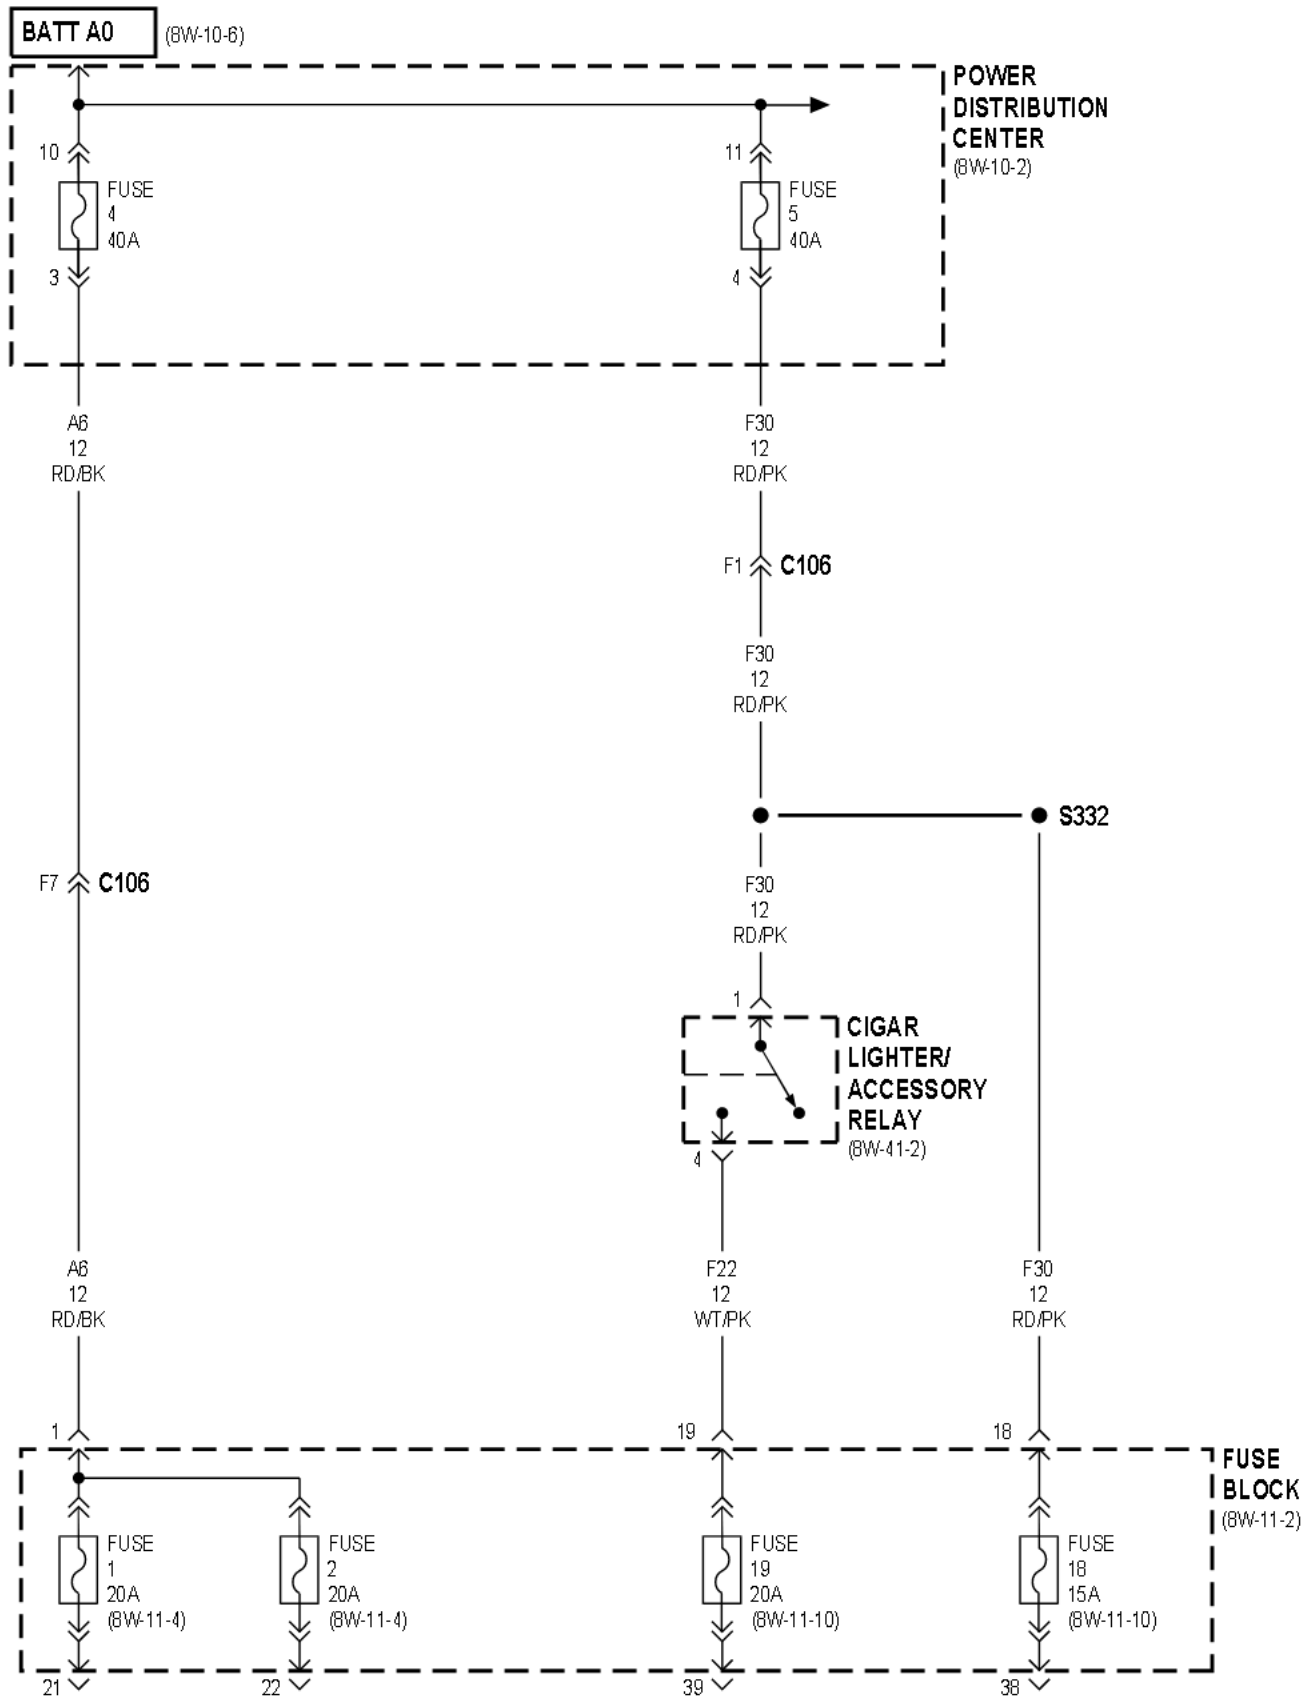 BATT A0 (8W-10-6)
POWER
DISTRIBUTION
CENTER
(8W-10-2)
10
FUSE
4
40A
3
11
FUSE
5
40A
4
A6
12
RD/BK
F30
12
RD/PK
F1 C106
F30
12
RD/PK
S332
F7 C106
F30
12
RD/PK
1
CIGAR
LIGHTER/
ACCESSORY
RELAY
(8W-41-2)
4
A6
12
RD/BK
F22
12
WT/PK
F30
12
RD/PK
1
19
18
FUSE
BLOCK
(8W-11-2)
FUSE
1
20A
(8W-11-4)
FUSE
2
20A
(8W-11-4)
FUSE
19
20A
(8W-11-10)
FUSE
18
15A
(8W-11-10)
21
22
39
38